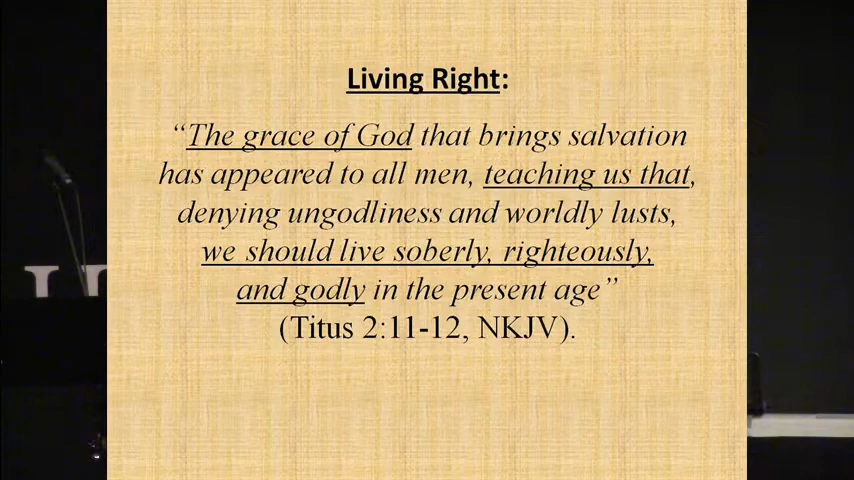 Living Right:
“The grace of God that brings salvation
has appeared to all men, teaching us that,
denying ungodliness and worldly lusts,
we should live soberly, righteously,
and godly in the present age”
(Titus 2:11-12, NKJV).